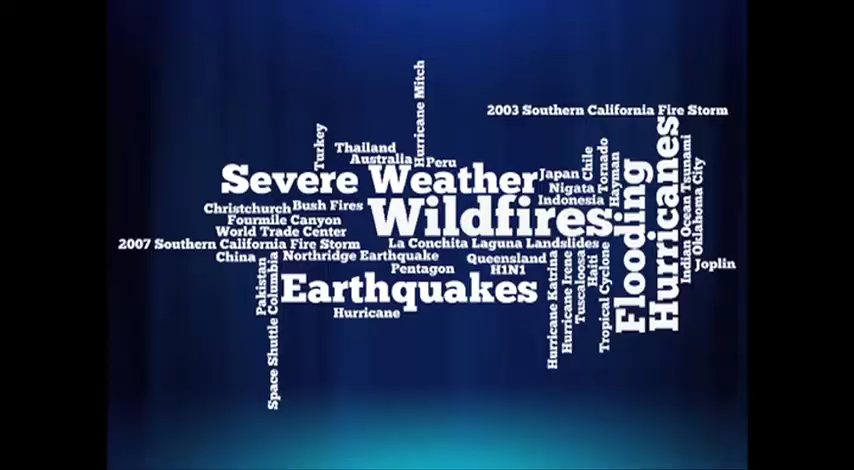 Hurricane Mitch
2003 Southern California Fire Storm
Turkey
Thailand
Australia
Peru
Severe Weather
Japan
Chile
Tornado
Hayman
Nigata
Indonesia
Flooding
Hurricanes
Indian Ocean Tsunami
Oklahoma City
Christchurch
Bush Fires
Wildfires
Fourmile Canyon
World Trade Center
2007 Southern California Fire Storm
La Conchita Laguna Landslides
China
Northridge Earthquake
Queensland
Pentagon
H1N1
Joplin
Pakistan
Space Shuttle Columbia
Earthquakes
Hurricane
Hurricane Katrina
Hurricane Irene
Tuscaloosa
Haiti
Tropical Cyclone